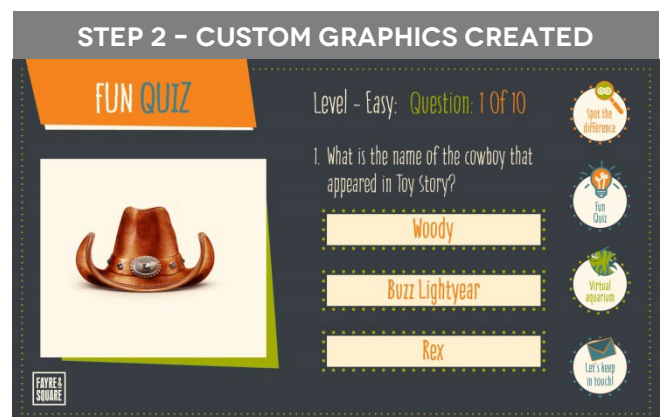 STEP 2 – CUSTOM GRAPHICS CREATED
FUN QUIZ
Level – Easy: Question: 1 Of 10
1. What is the name of the cowboy that
appeared in Toy Story?
Woody
Buzz Lightyear
Rex
Spot the
difference
Fun
Quiz
Virtual
aquarium
Let's keep
in touch!
FAYRE &
SQUARE